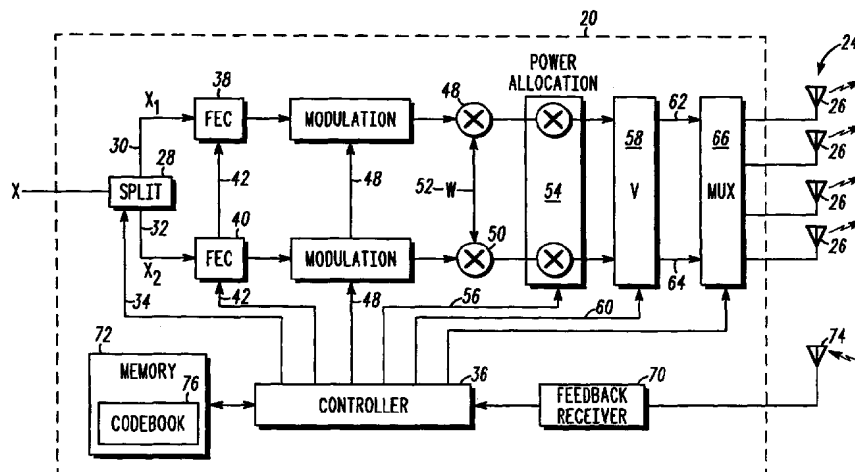 20
24
POWER
ALLOCATION
38
X1
FEC
MODULATION
48
62
26
30
28
58
66
26
X
SPLIT
42
48
52
W
54
V
MUX
26
32
40
50
26
X2
FEC
MODULATION
64
34
42
48
56
60
74
72
MEMORY
76
CODEBOOK
36
CONTROLLER
70
FEEDBACK
RECEIVER